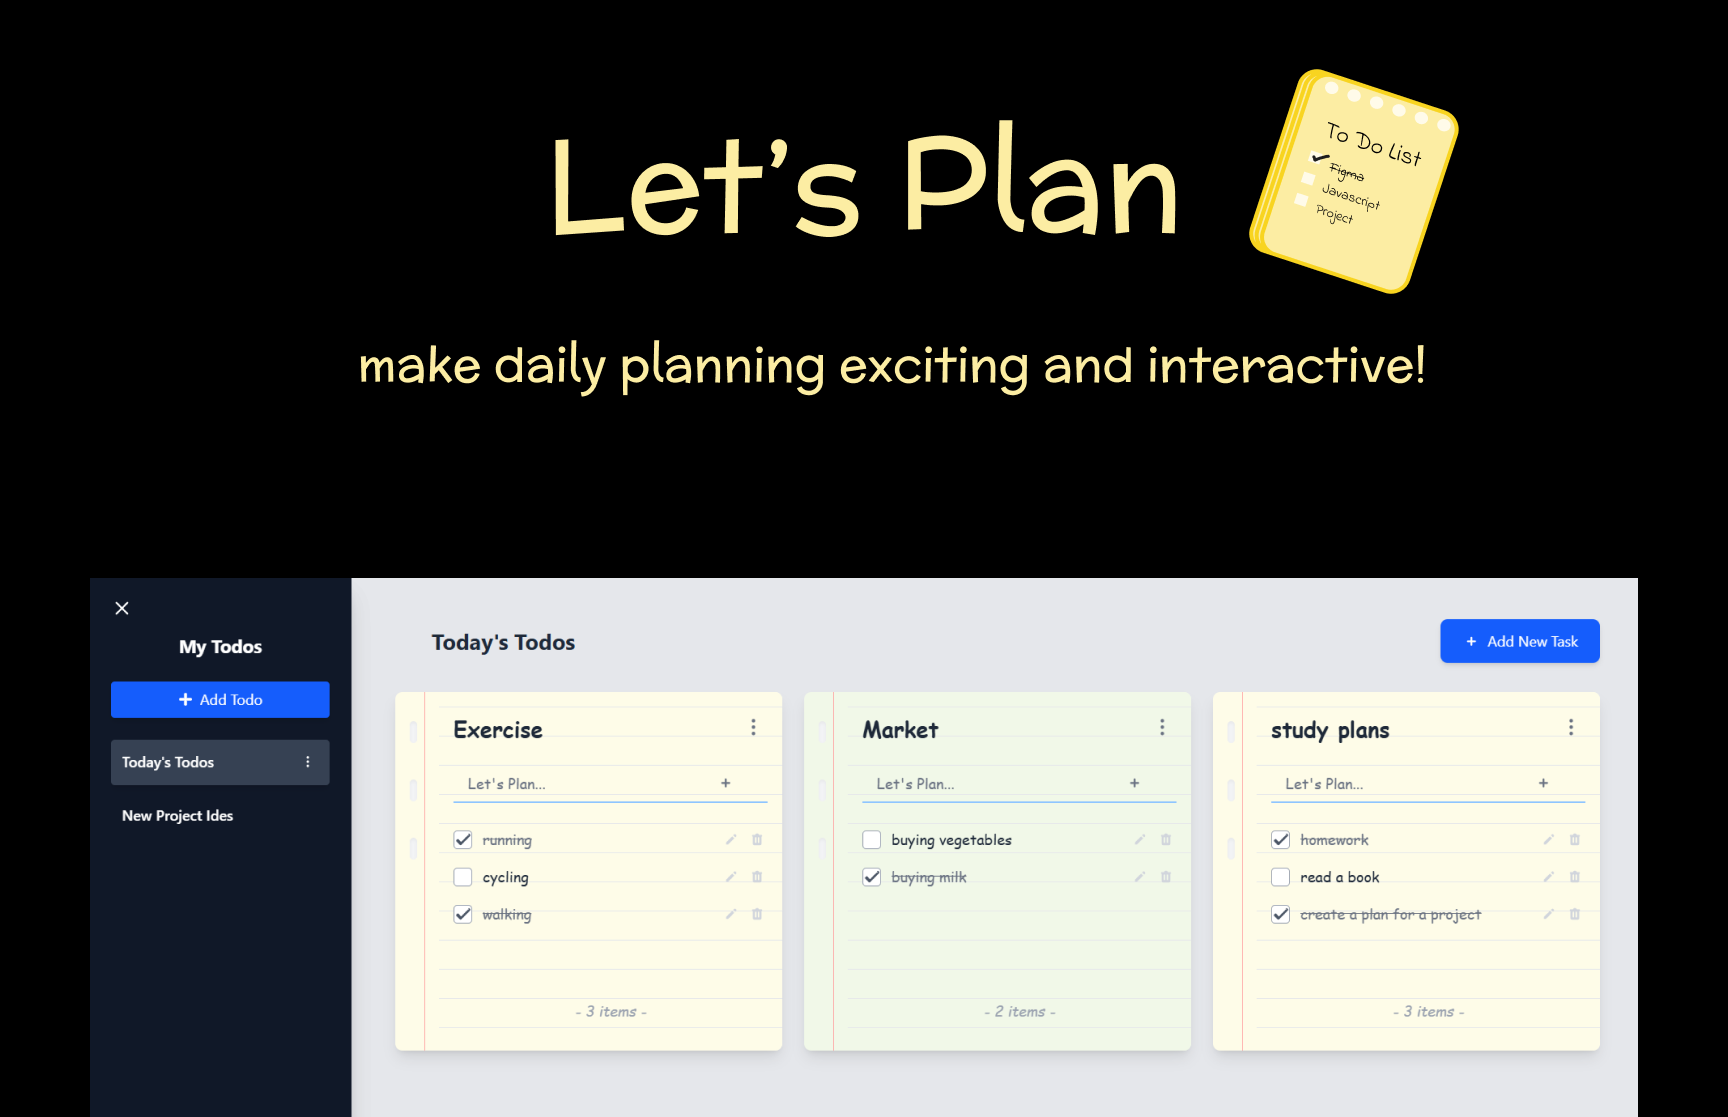 Let's Plan
To Do List
Figma
Javascript
Project
make daily planning exciting and interactive!
My Todos
Add Todo
Today's Todos
New Project Ides
Today's Todos
+ Add New Task
Exercise
Let's Plan... +
running
cycling
walking
- 3 items -
Market
Let's Plan... +
buying vegetables
buying milk
- 2 items -
study plans
Let's Plan... +
homework
read a book
create a plan for a project
- 3 items -